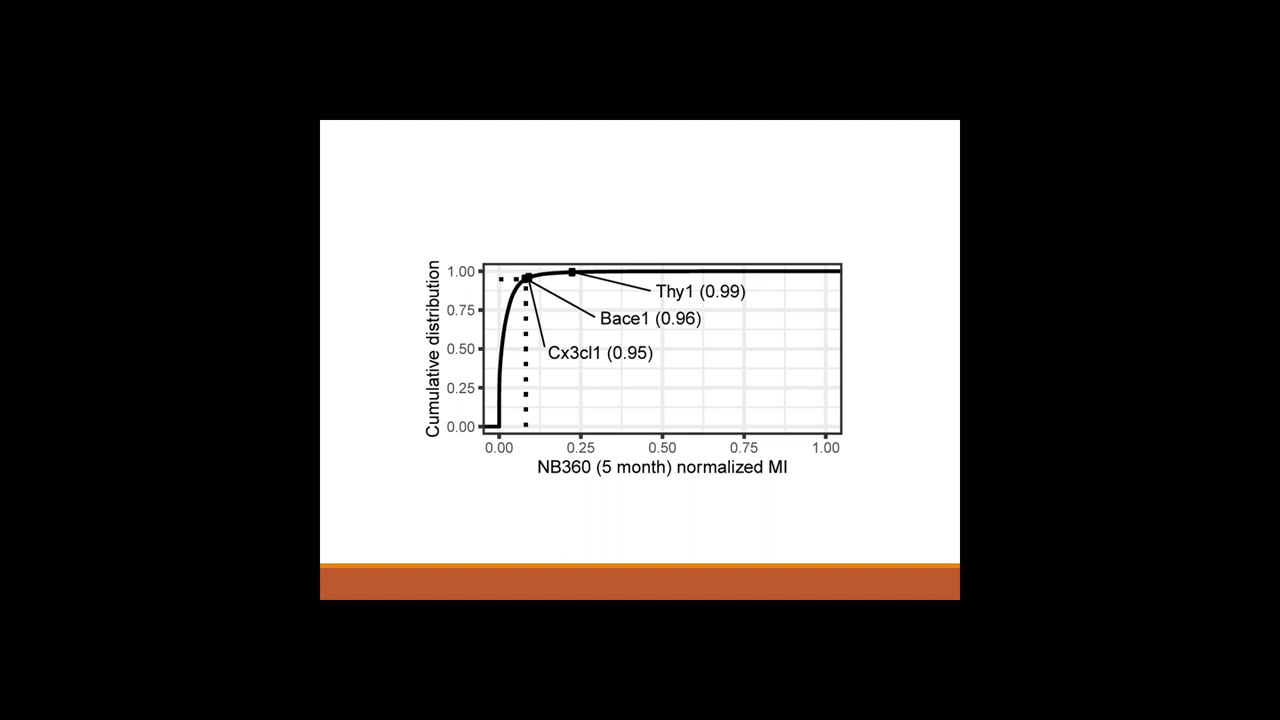 Cumulative distribution
1.00
0.75
0.50
0.25
0.00
Thy1 (0.99)
Bace1 (0.96)
Cx3cl1 (0.95)
0.00 0.25 0.50 0.75 1.00
NB360 (5 month) normalized MI